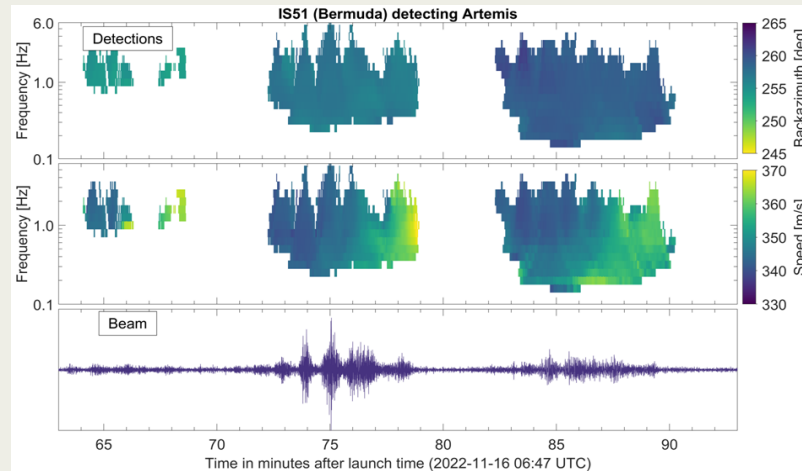 IS51 (Bermuda) detecting Artemis
Detections
Frequency [Hz]
6.0
1.0
0.1
265
260
255
250
245
Backazimuth [deg]
Frequency [Hz]
1.0
0.1
370
360
350
340
330
Speed [m/s]
Beam
65 70 75 80 85 90
Time in minutes after launch time (2022-11-16 06:47 UTC)